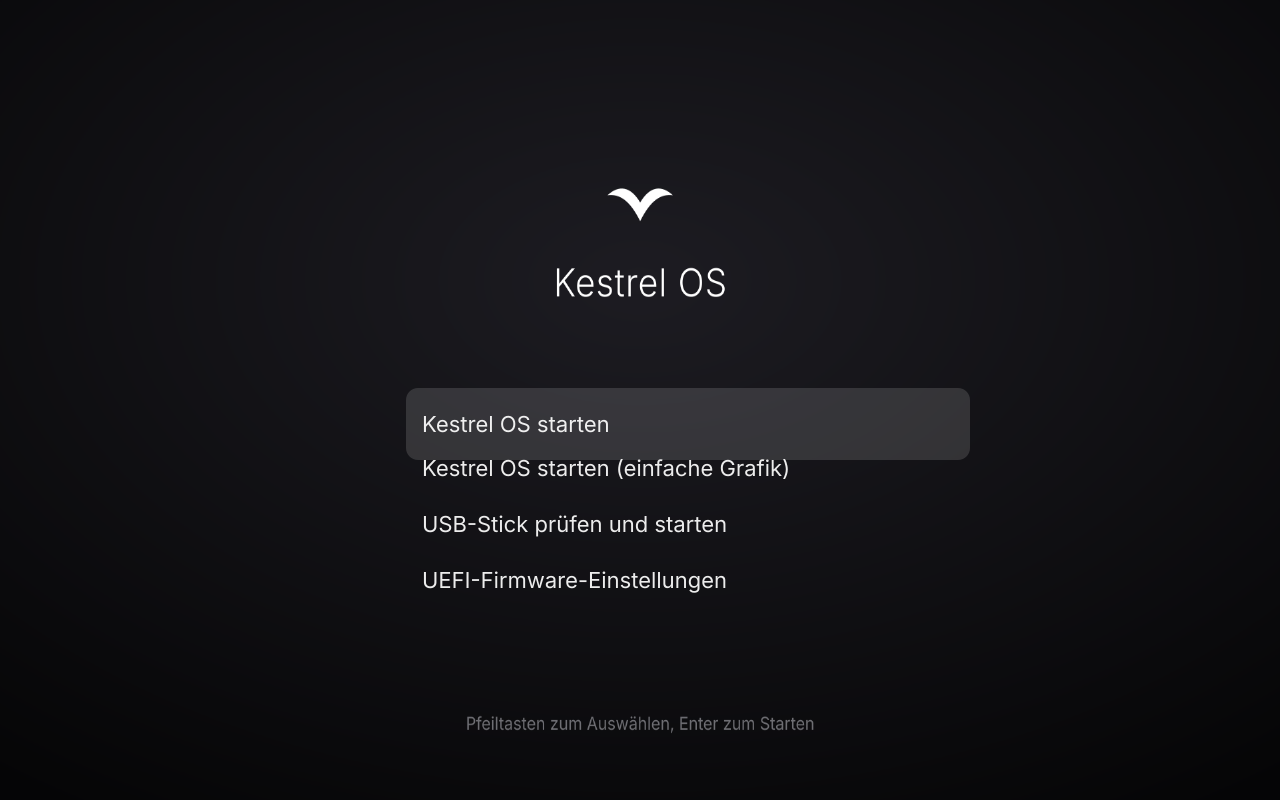 Kestrel OS
Kestrel OS starten
Kestrel OS starten (einfache Grafik)
USB-Stick prüfen und starten
UEFI-Firmware-Einstellungen
Pfeiltasten zum Auswählen, Enter zum Starten